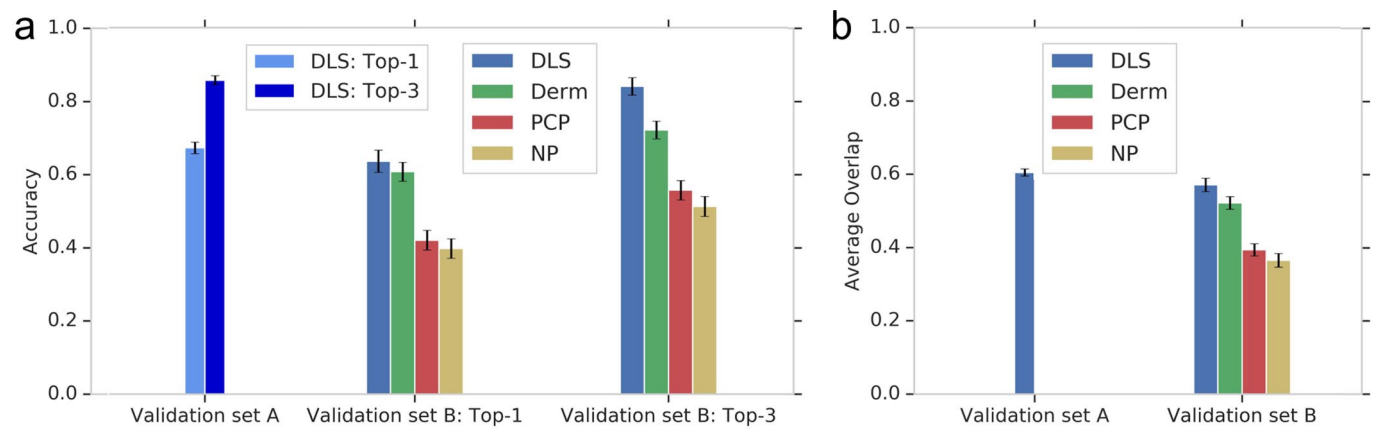 a
1.0
0.8
0.6
0.4
0.2
0.0
Accuracy
DLS: Top-1
DLS: Top-3
DLS
Derm
PCP
NP
Validation set A
Validation set B: Top-1
Validation set B: Top-3
b
1.0
0.8
0.6
0.4
0.2
0.0
Average Overlap
DLS
Derm
PCP
NP
Validation set A
Validation set B